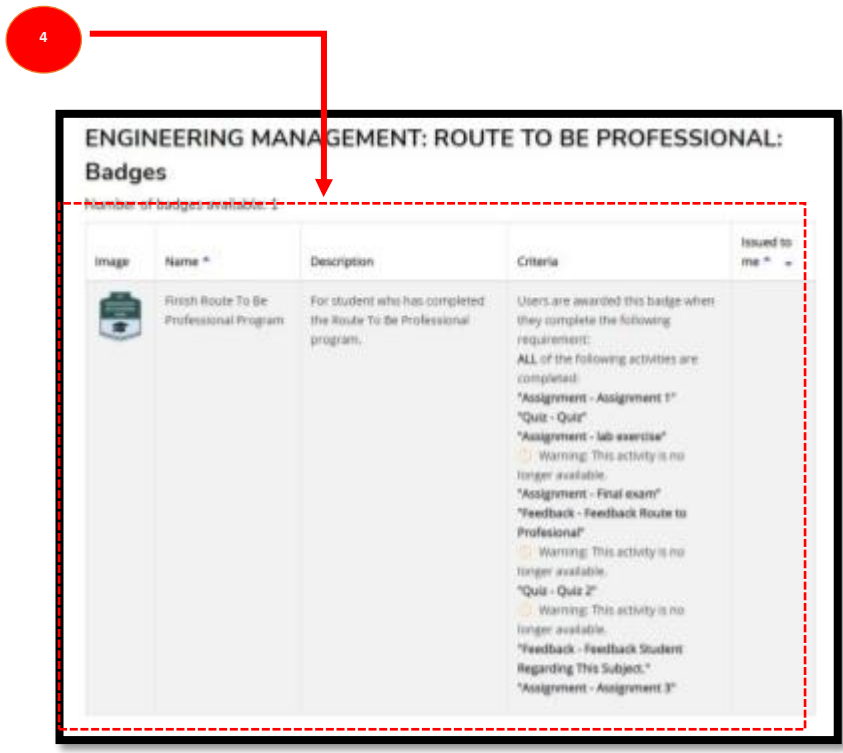 4
ENGINEERING MANAGEMENT: ROUTE TO BE PROFESSIONAL:
Badges
Number of badges available: 1
Image
Name
Description
Criteria
Issued to
me
Finish Route To Be
Professional Program
For student who has completed
the Route To Be Professional
program.
Users are awarded this badge when
they complete the following
requirement:
ALL of the following activities are
completed:
"Assignment - Assignment 1"
"Quiz - Quiz"
"Assignment - lab exercise"
Warning: This activity is no
longer available.
"Assignment - Final exam"
"Feedback - Feedback Route to
Profesional"
Warning: This activity is no
longer available.
"Quiz - Quiz 2"
Warning: This activity is no
longer available.
"Feedback - Feedback Student
Regarding This Subject."
"Assignment - Assignment 3"